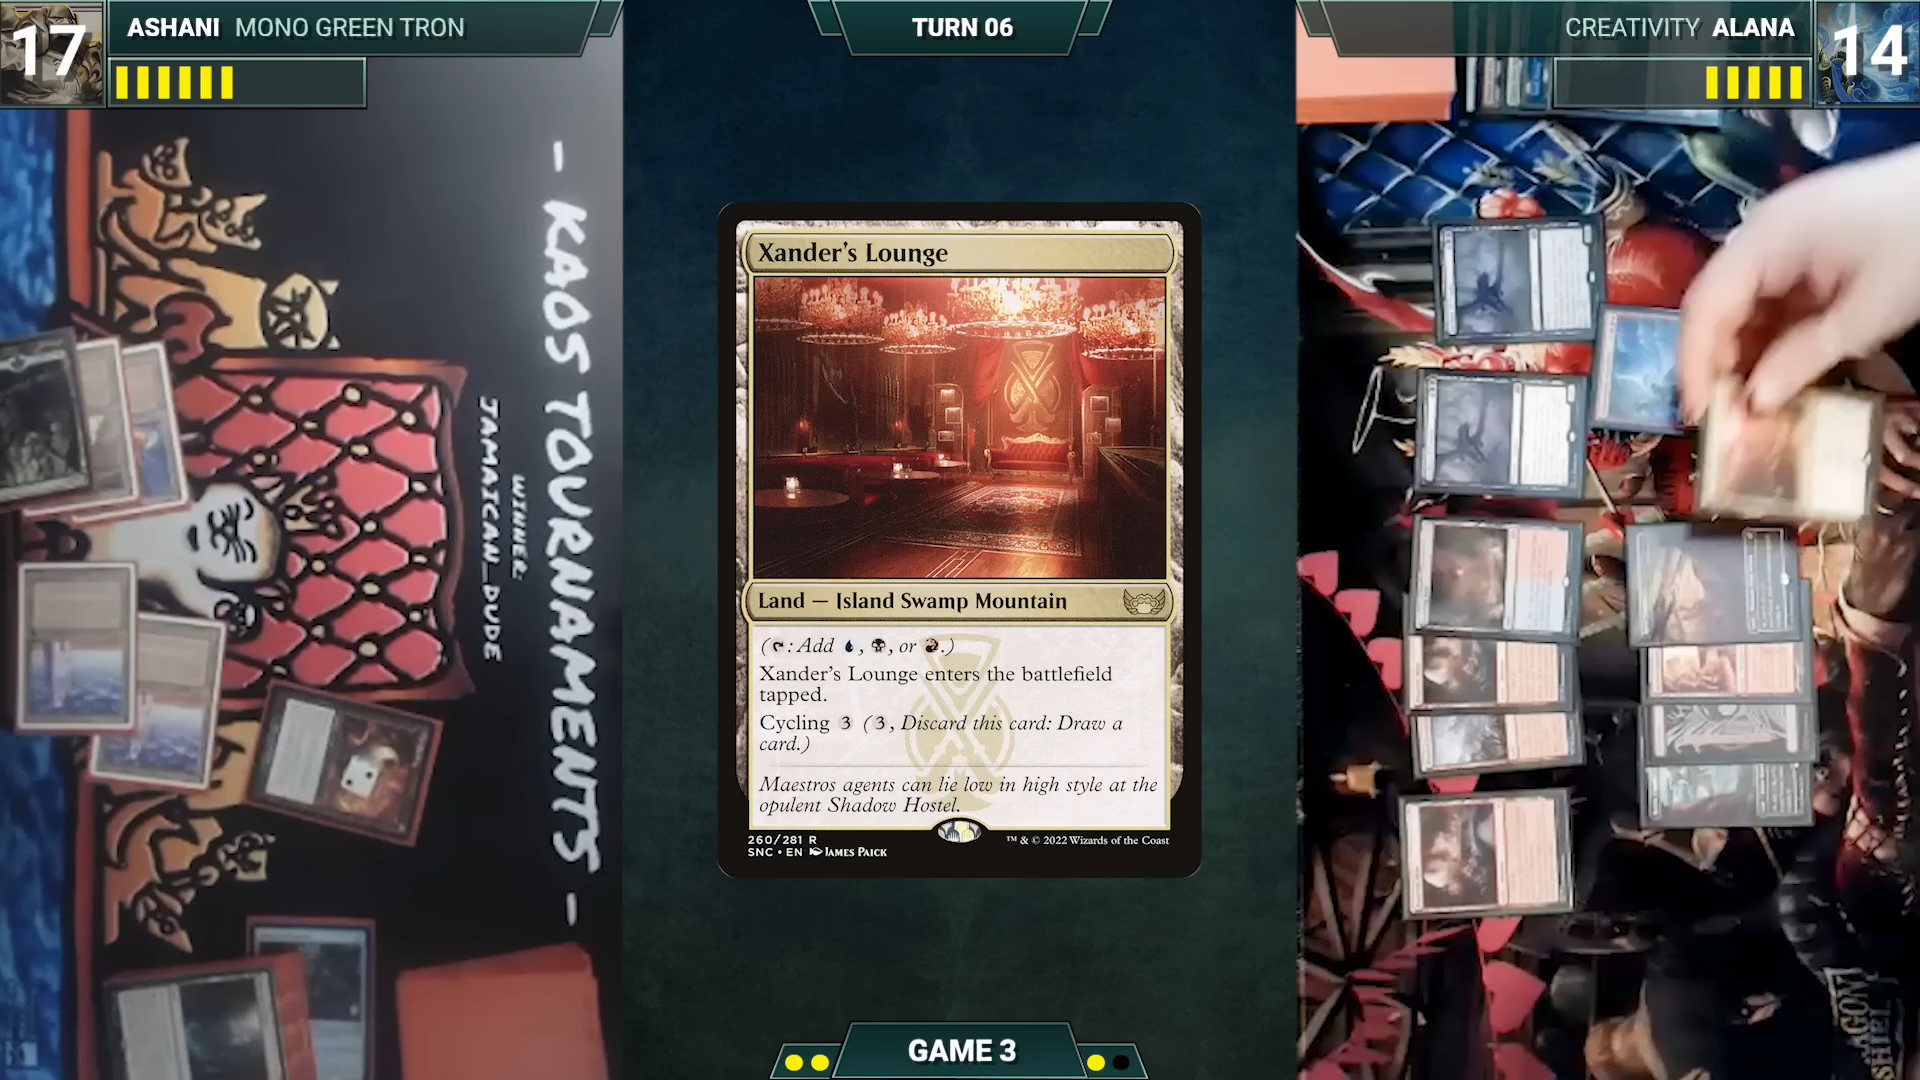 17
ASHANI MONO GREEN TRON
TURN 06
CREATIVITY ALANA
14
- KAOS TOURNAMENTS -
WINNER:
JAMAICAN_DUDE
Xander's Lounge
Land — Island Swamp Mountain
(: Add , , or .)
Xander's Lounge enters the battlefield
tapped.
Cycling 3 (3, Discard this card: Draw a
card.)
Maestros agents can lie low in high style at the
opulent Shadow Hostel.
260/281 R
SNC • EN JAMES PAICK
™ & © 2022 Wizards of the Coast
GAME 3